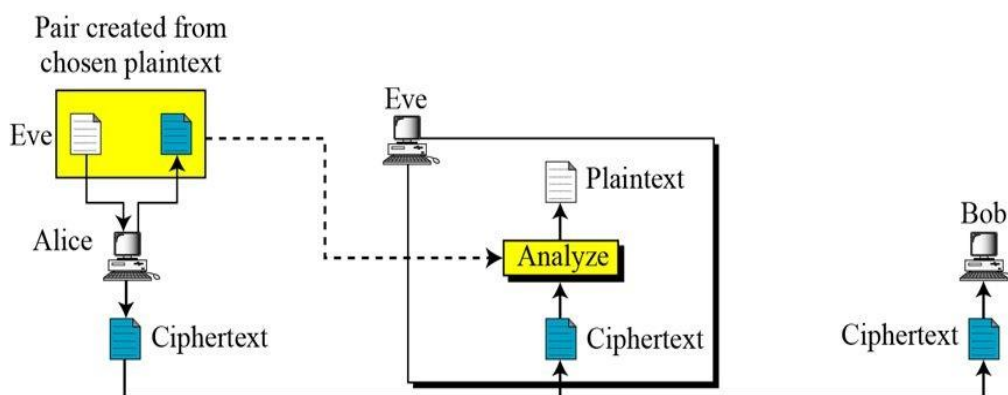 Pair created from
chosen plaintext
Eve
Eve
Plaintext
Bob
Alice
Analyze
Ciphertext
Ciphertext
Ciphertext